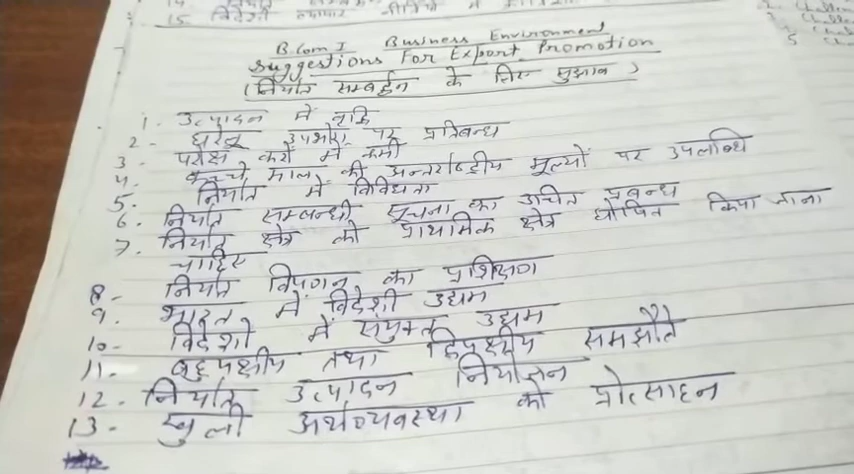 15. विदेशी व्यापार नीतियों में
B.Com I Business Environment
Suggestions For Export Promotion
(निर्यात सम्बर्द्धन के लिए सुझाव)
1. उत्पादन में वृद्धि
2- घरेलू उपभोग पर प्रतिबन्ध
3- परोक्ष करों में कमी
4. कच्चे माल की अन्तर्राष्ट्रीय मूल्यों पर उपलब्धि
5. निर्यात में विविधता
6. निर्यात सम्बन्धी सूचना का उचित प्रबन्ध
7. निर्यात क्षेत्र को प्राथमिक क्षेत्र घोषित किया जाना
चाहिए
8- निर्यात विपणन का प्रशिक्षण
9. भारत में विदेशी उद्यम
10- विदेशों में संयुक्त उद्यम
11. बहुपक्षीय तथा द्विपक्षीय समझौते
12. निर्यात उत्पादन नियोजन
13- खुली अर्थव्यवस्था को प्रोत्साहन